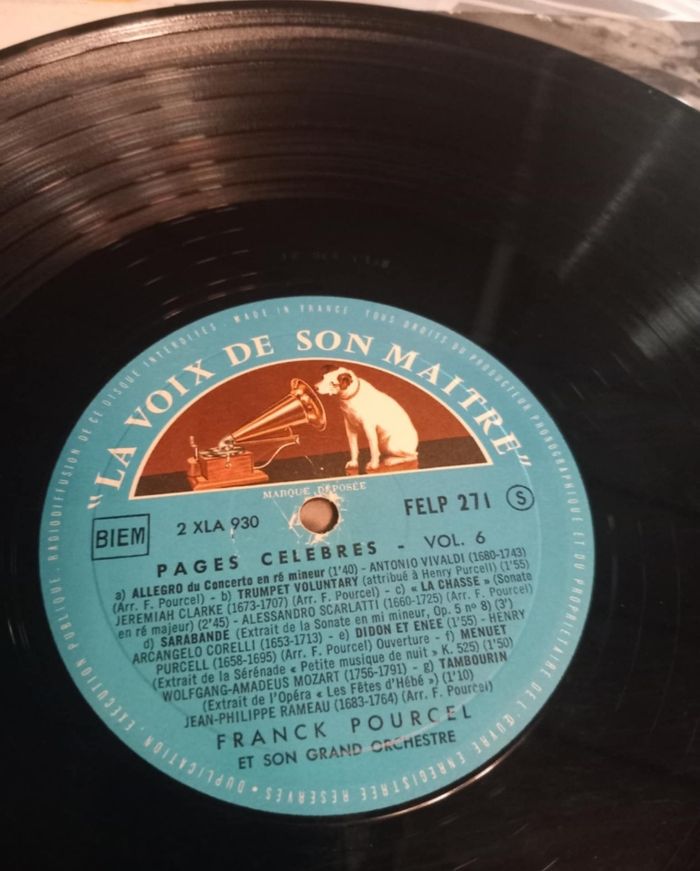 DUPLICATION · EXÉCUTION PUBLIQUE, RADIODIFFUSION DE CE DISQUE INTERDITES · MADE IN FRANCE · TOUS DROITS DU PRODUCTEUR PHONOGRAPHIQUE ET DU PROPRIÉTAIRE DE L'ŒUVRE ENREGISTRÉE RÉSERVÉS ·
"LA VOIX DE SON MAITRE"
MARQUE DÉPOSÉE
BIEM 2 XLA 930 FELP 271 S
PAGES CELEBRES - VOL. 6
a) ALLEGRO du Concerto en ré mineur (1'40) - ANTONIO VIVALDI (1680-1743)
(Arr. F. Pourcel) - b) TRUMPET VOLUNTARY (attribué à Henry Purcell) (1'55)
JEREMIAH CLARKE (1673-1707) (Arr. F. Pourcel) - c) « LA CHASSE » (Sonate
en ré majeur) (2'45) - ALESSANDRO SCARLATTI (1660-1725) (Arr. F. Pourcel)
d) SARABANDE (Extrait de la Sonate en mi mineur, Op. 5 nº 8) (3')
ARCANGELO CORELLI (1653-1713) - e) DIDON ET ENEE (1'55) - HENRY
PURCELL (1658-1695) (Arr. F. Pourcel) Ouverture - f) MENUET
(Extrait de la Sérénade « Petite musique de nuit » K. 525) (1'50)
WOLFGANG-AMADEUS MOZART (1756-1791) - g) TAMBOURIN
(Extrait de l'Opéra « Les Fêtes d'Hébé ») (1'10)
JEAN-PHILIPPE RAMEAU (1683-1764) (Arr. F. Pourcel)
FRANCK POURCEL
ET SON GRAND ORCHESTRE